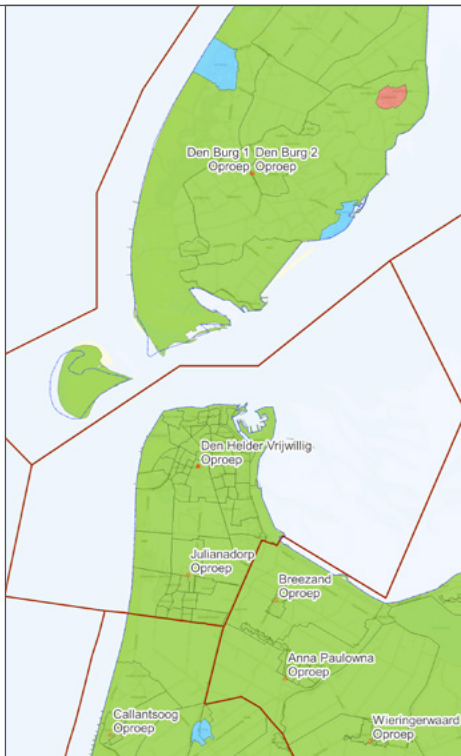 Den Burg 1 Den Burg 2
Oproep Oproep
Den Helder Vrijwillig
Oproep
Julianadorp
Oproep
Breezand
Oproep
Anna Paulowna
Oproep
Callantsoog
Oproep
Wieringerwaard
Oproep